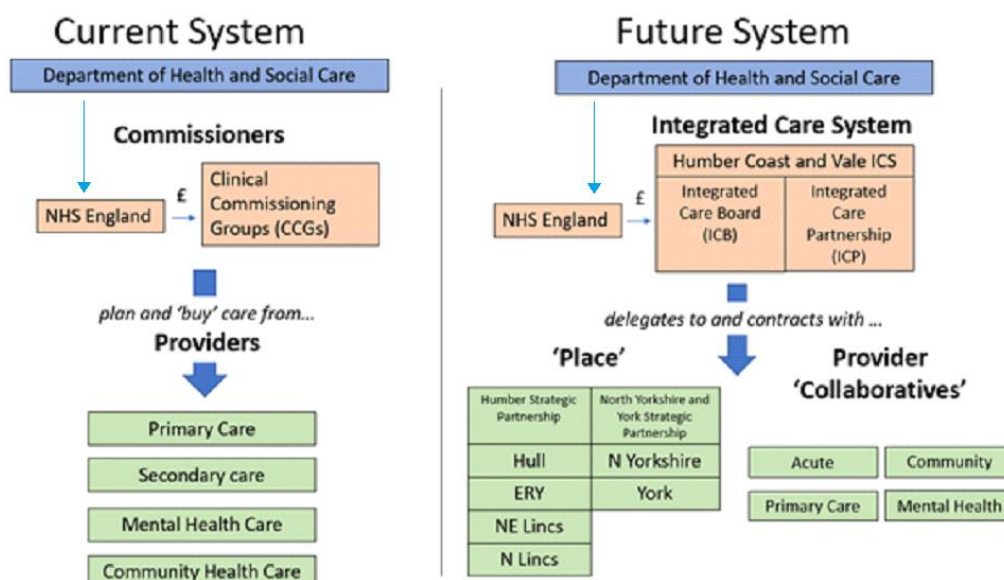 Current System
Department of Health and Social Care
Commissioners
NHS England
£
Clinical
Commissioning
Groups (CCGs)
plan and ‘buy’ care from...
Providers
Primary Care
Secondary care
Mental Health Care
Community Health Care
Future System
Department of Health and Social Care
Integrated Care System
Humber Coast and Vale ICS
NHS England
£
Integrated
Care Board
(ICB)
Integrated
Care
Partnership
(ICP)
delegates to and contracts with ...
‘Place’
Humber Strategic
Partnership
North Yorkshire and
York Strategic
Partnership
Hull
N Yorkshire
ERY
York
NE Lincs
N Lincs
Provider
‘Collaboratives’
Acute
Community
Primary Care
Mental Health